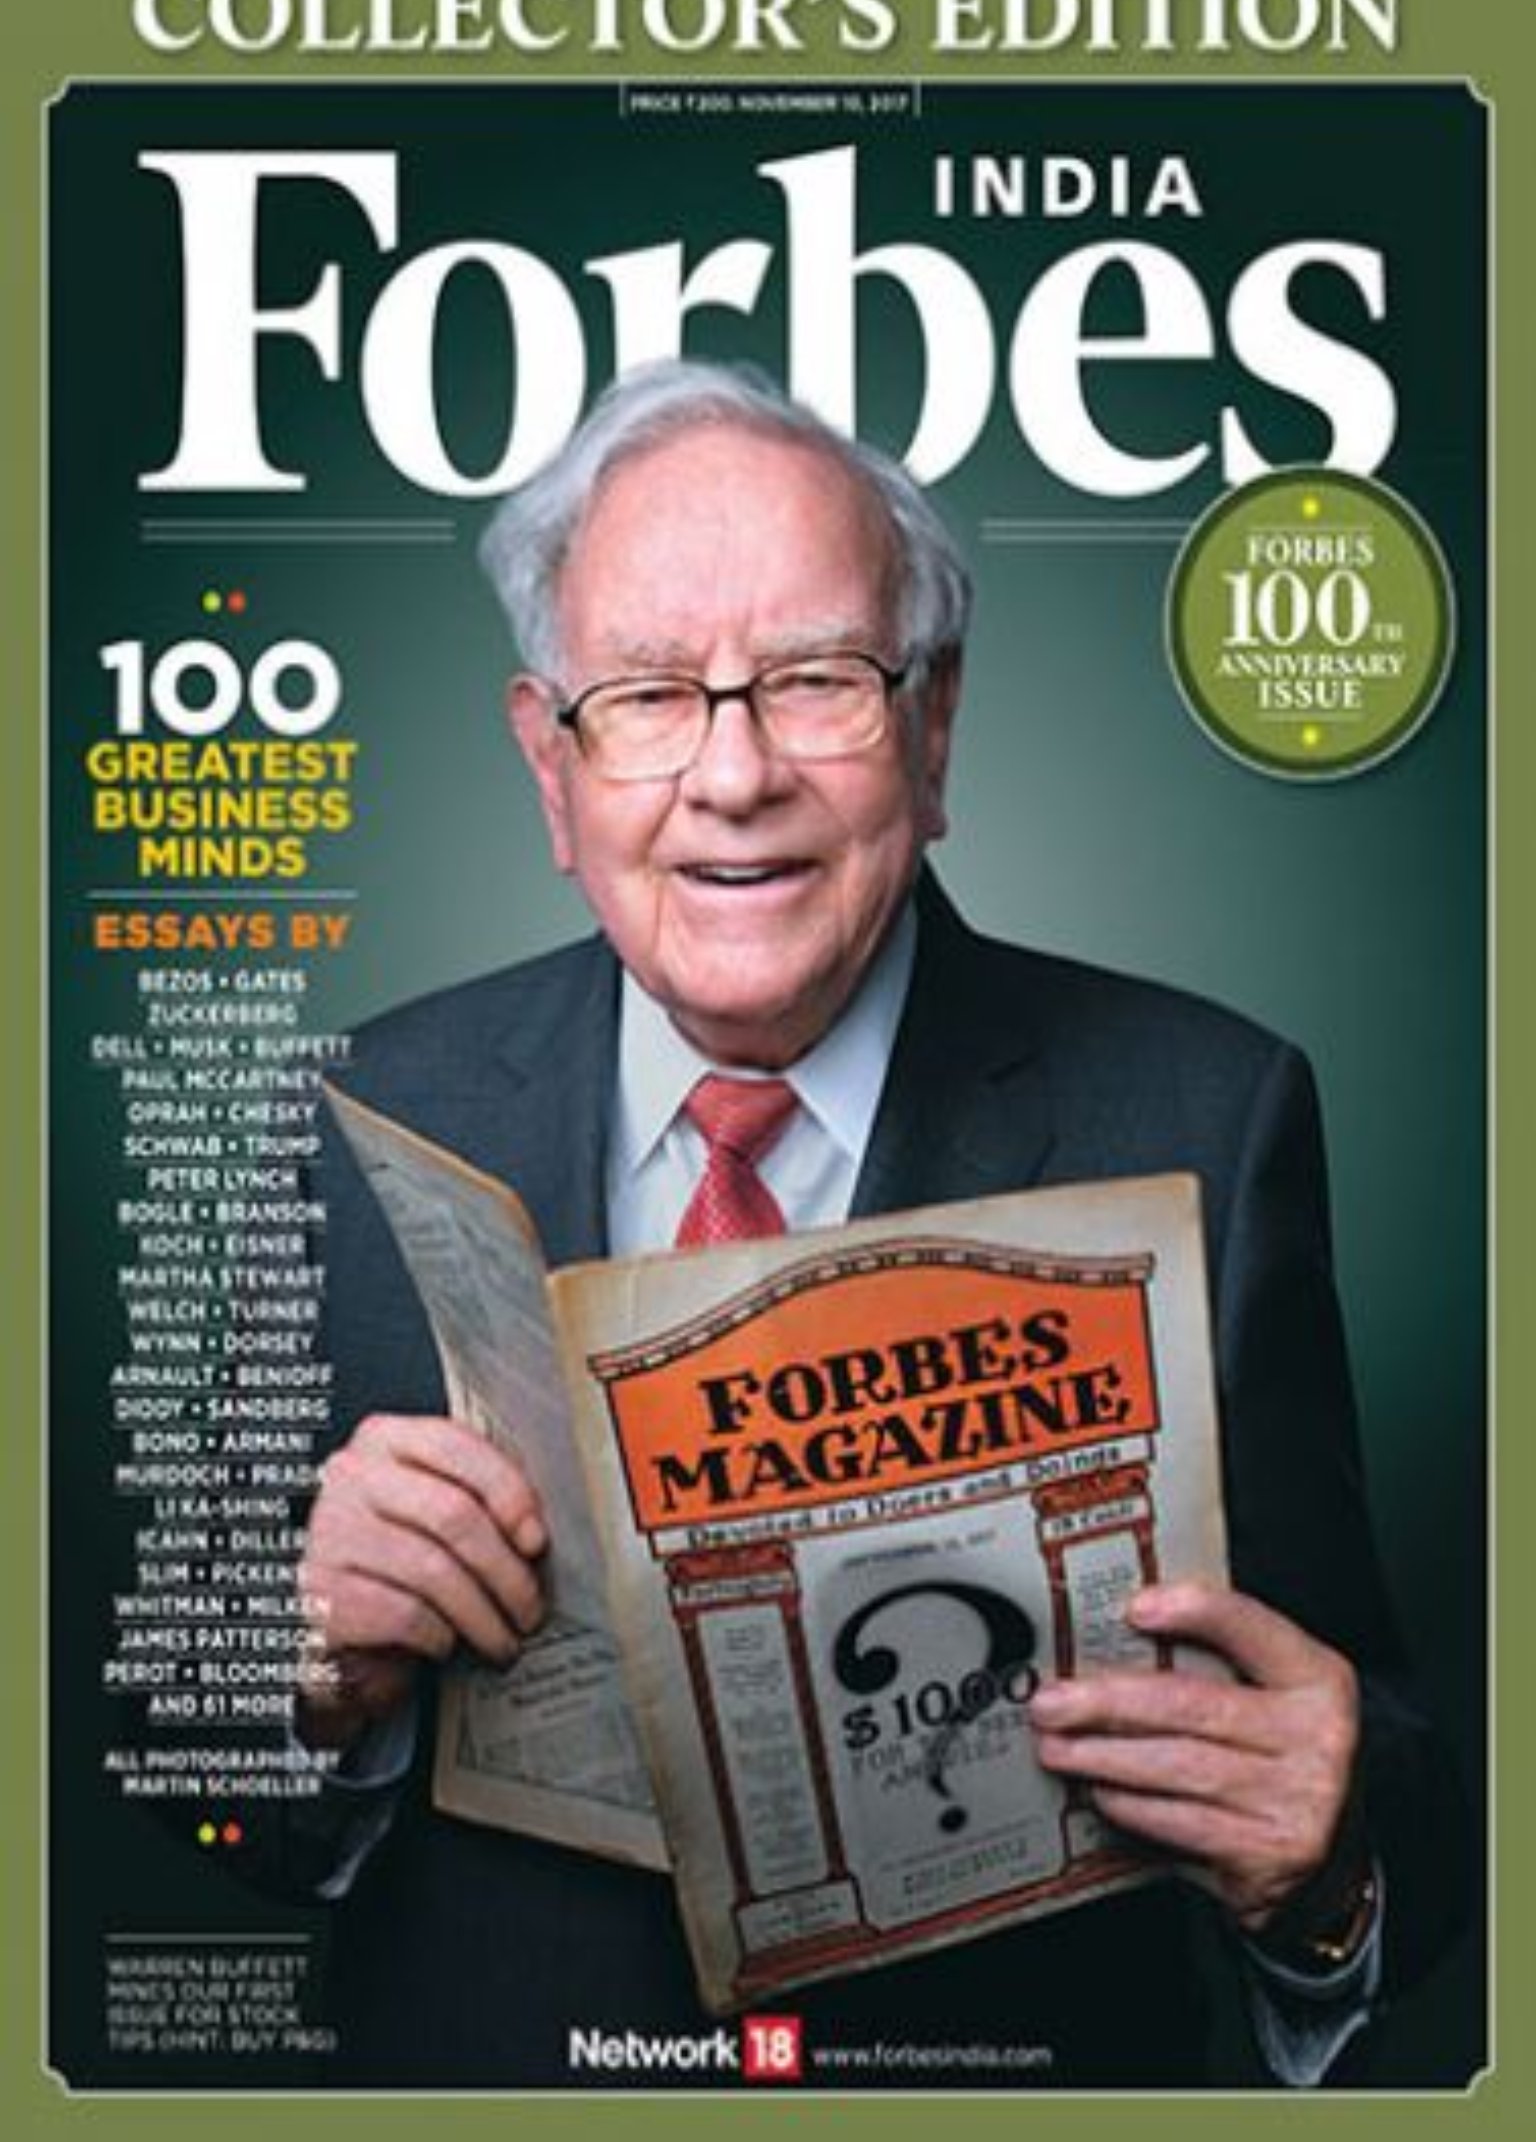 COLLECTOR'S EDITION
PRICE ₹200. NOVEMBER 10, 2017
INDIA
Forbes
FORBES
100TH
ANNIVERSARY
ISSUE
100
GREATEST
BUSINESS
MINDS
ESSAYS BY
BEZOS • GATES
ZUCKERBERG
DELL • MUSK • BUFFETT
PAUL MCCARTNEY
OPRAH • CHESKY
SCHWAB • TRUMP
PETER LYNCH
BOGLE • BRANSON
KOCH • EISNER
MARTHA STEWART
WELCH • TURNER
WYNN • DORSEY
ARNAULT • BENIOFF
DIDDY • SANDBERG
BONO • ARMANI
MURDOCH • PRADA
LI KA-SHING
ICAHN • DILLER
SLIM • PICKENS
WHITMAN • MILKEN
JAMES PATTERSON
PEROT • BLOOMBERG
AND 61 MORE
ALL PHOTOGRAPHED BY
MARTIN SCHOELLER
WARREN BUFFETT
MINES OUR FIRST
ISSUE FOR STOCK
TIPS (HINT: BUY P&G)
FORBES
MAGAZINE
Devoted to Doers and Doings
Fortnightly
15 Cents
?
$1000
Network 18 www.forbesindia.com